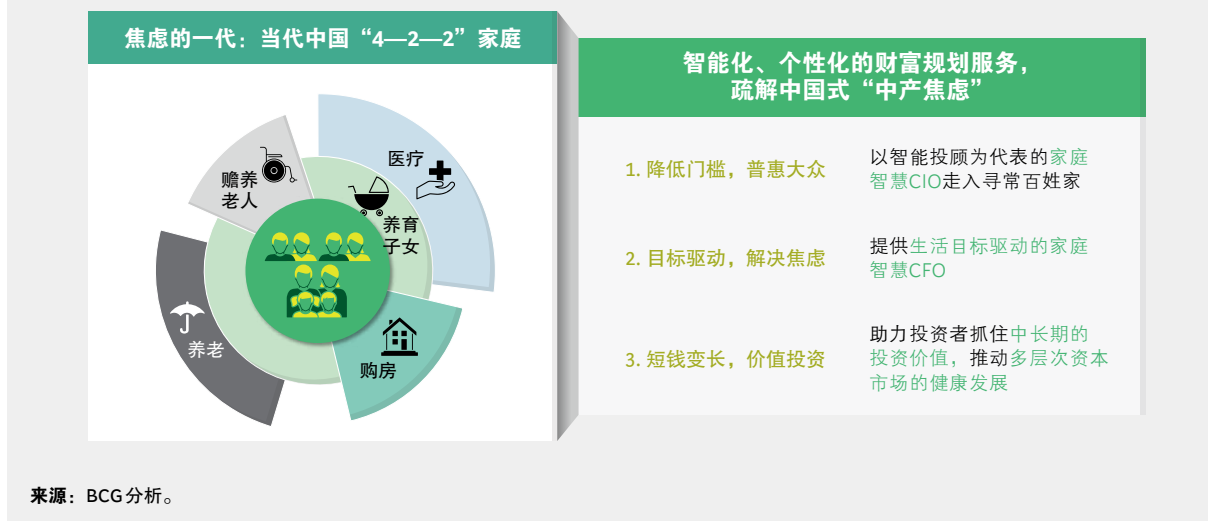 焦虑的一代：当代中国“4—2—2”家庭
医疗
赡养
老人
养育
子女
养老
购房
智能化、个性化的财富规划服务，
疏解中国式“中产焦虑”
1. 降低门槛，普惠大众
以智能投顾为代表的家庭
智慧CIO走入寻常百姓家
2. 目标驱动，解决焦虑
提供生活目标驱动的家庭
智慧CFO
3. 短钱变长，价值投资
助力投资者抓住中长期的
投资价值，推动多层次资本
市场的健康发展
来源：BCG分析。